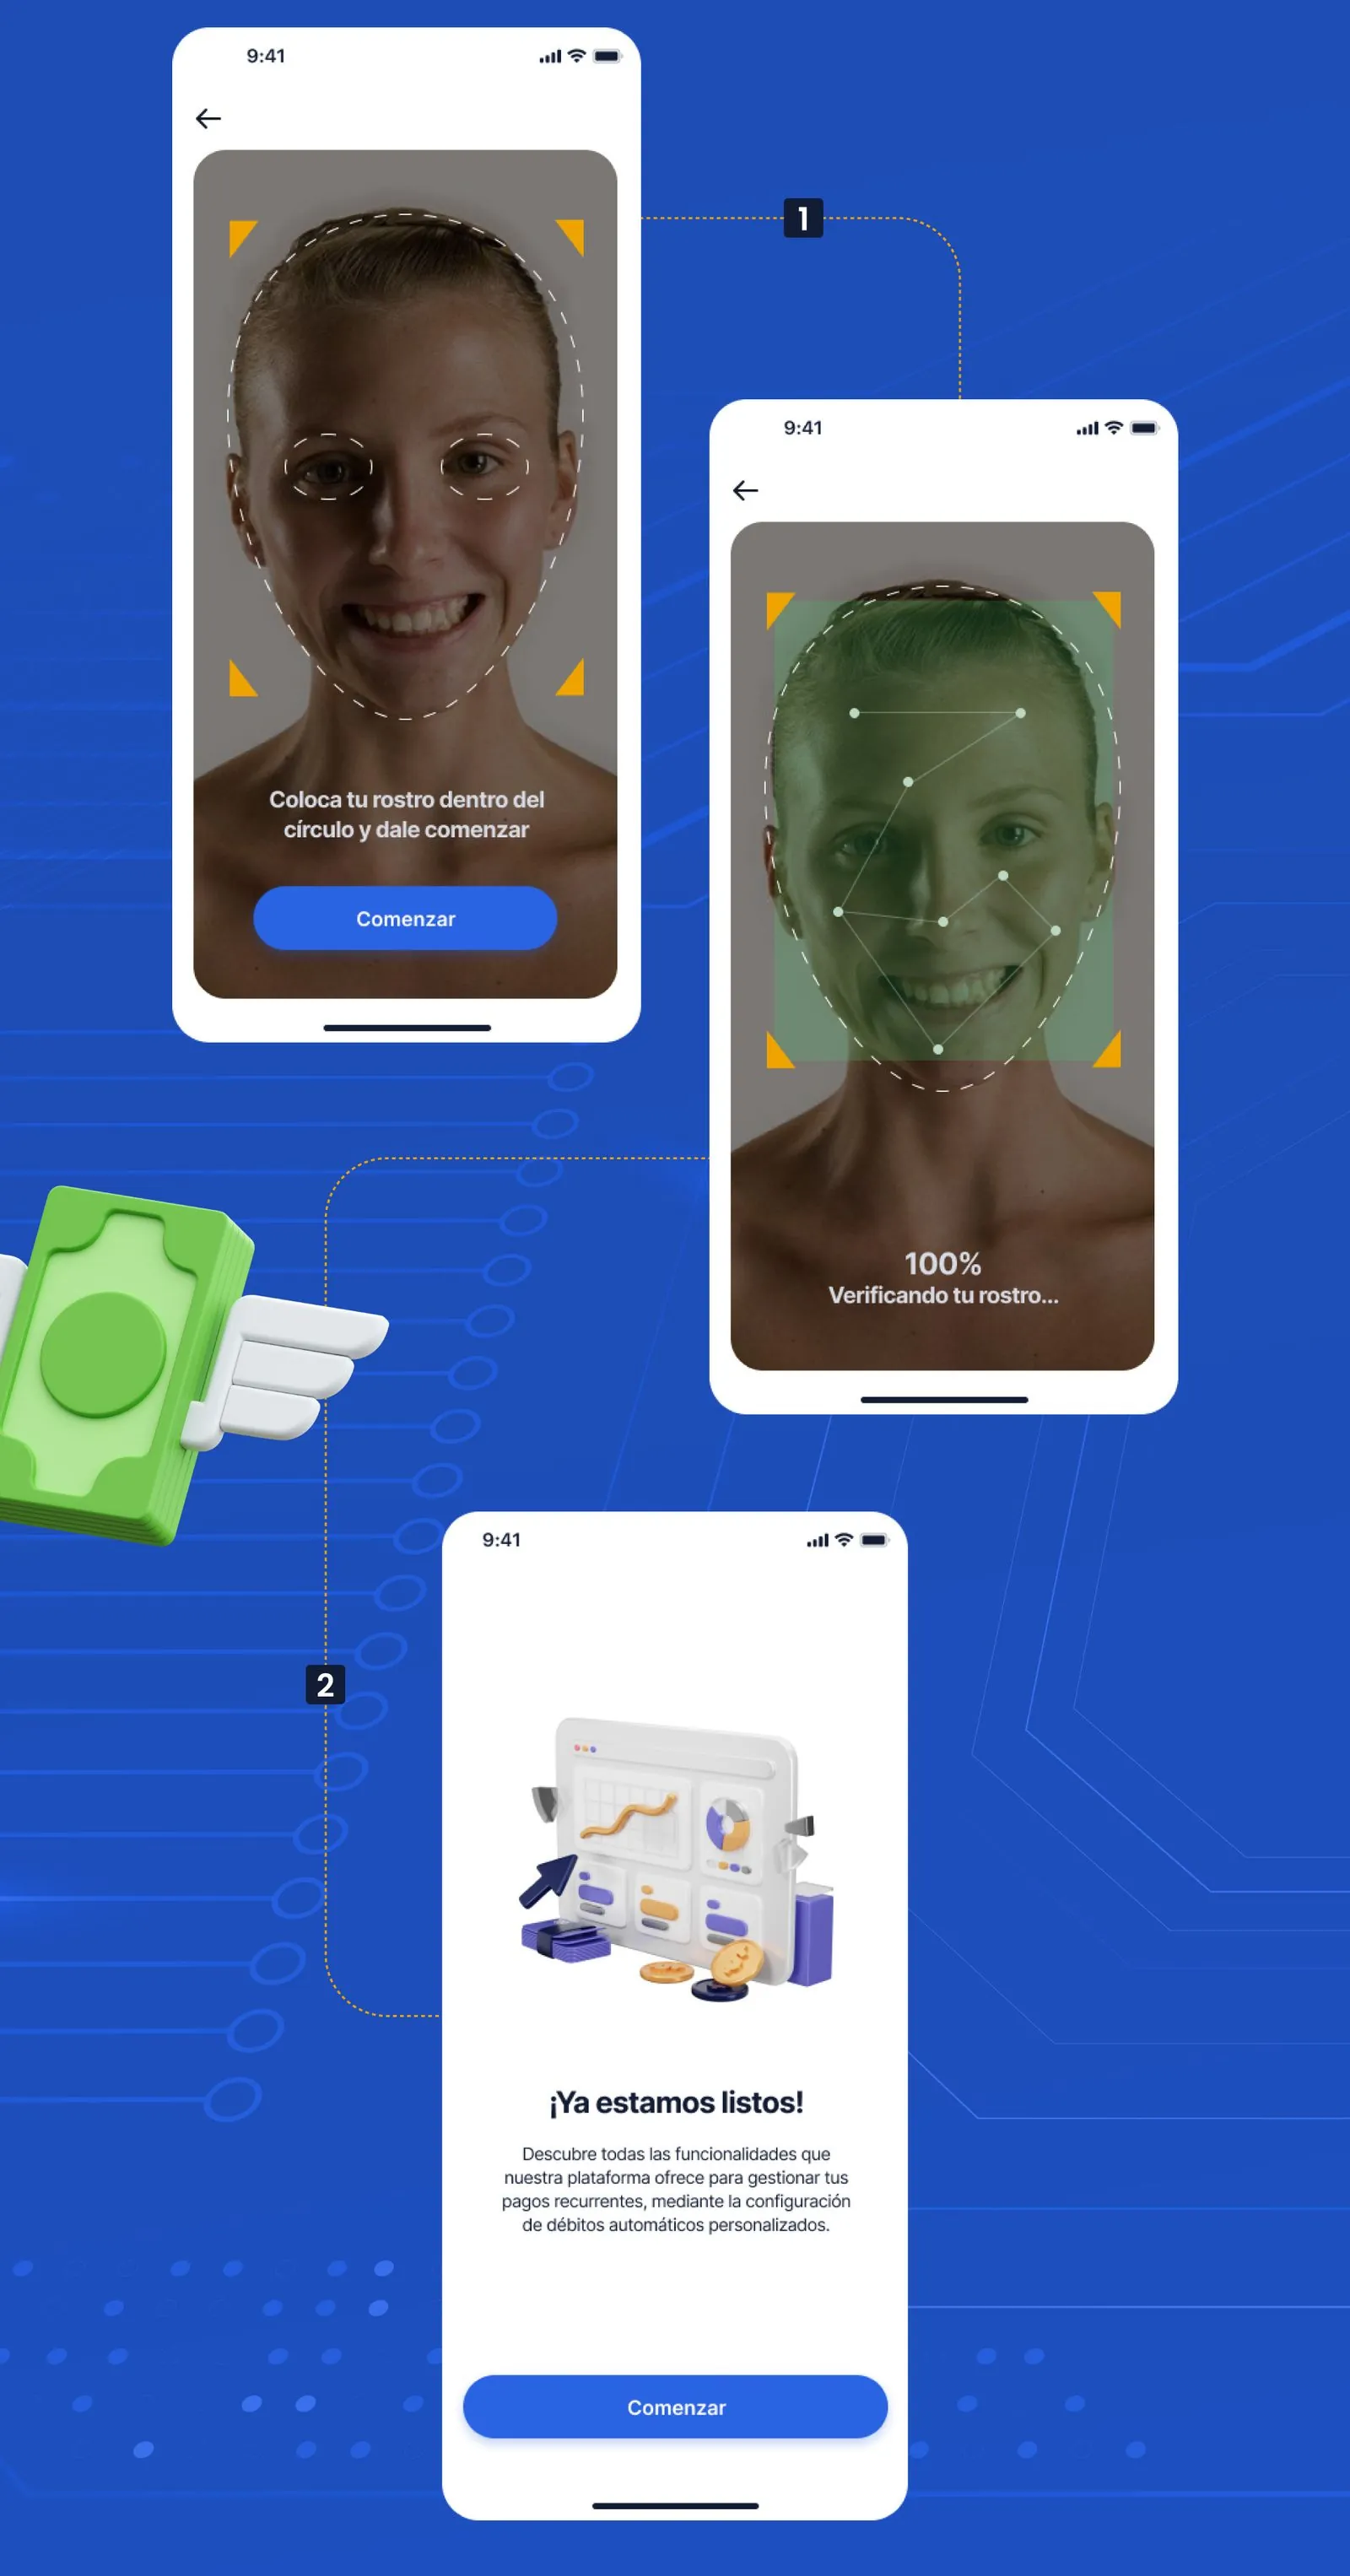 9:41
1
Coloca tu rostro dentro del
círculo y dale comenzar
Comenzar
9:41
100%
Verificando tu rostro...
2
9:41
¡Ya estamos listos!
Descubre todas las funcionalidades que
nuestra plataforma ofrece para gestionar tus
pagos recurrentes, mediante la configuración
de débitos automáticos personalizados.
Comenzar